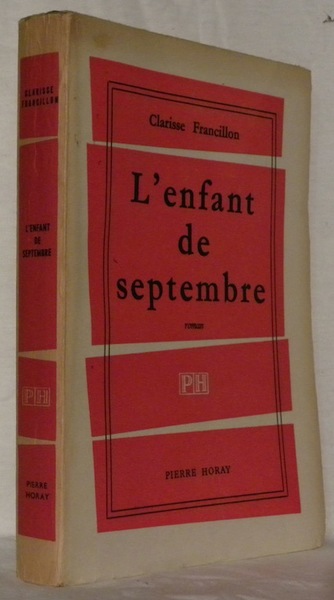 CLARISSE
FRANCILLON
L'ENFANT
DE
SEPTEMBRE
PH
PIERRE
HORAY
Clarisse Francillon
L'enfant
de
septembre
roman
PH
PIERRE HORAY